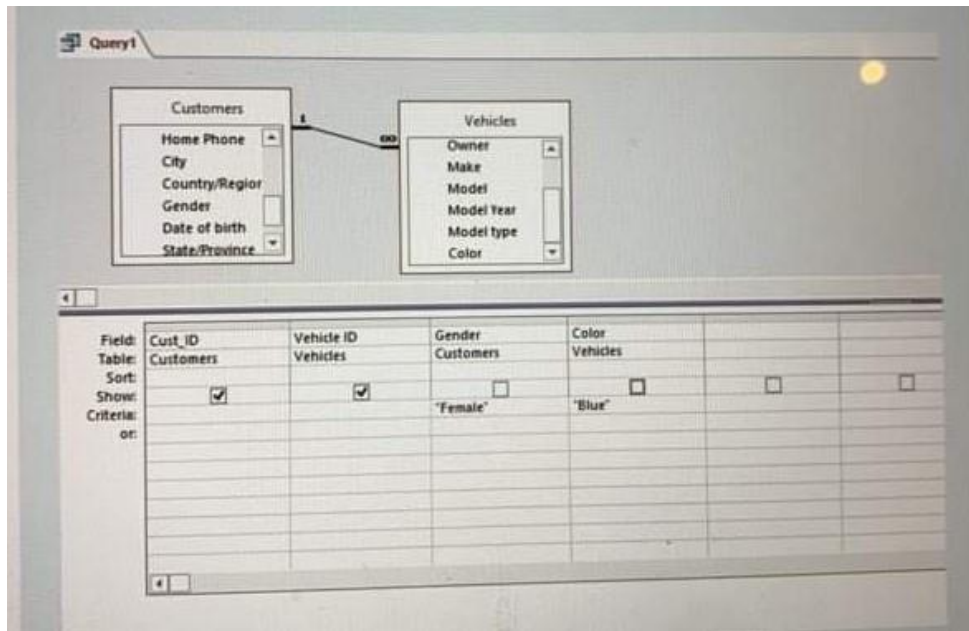 Query1
Customers
Home Phone
City
Country/Region
Gender
Date of birth
State/Province
1
∞
Vehicles
Owner
Make
Model
Model Year
Model type
Color
Field: Cust_ID Vehicle ID Gender Color
Table: Customers Vehicles Customers Vehicles
Sort:
Show:
Criteria: "Female" "Blue"
or: